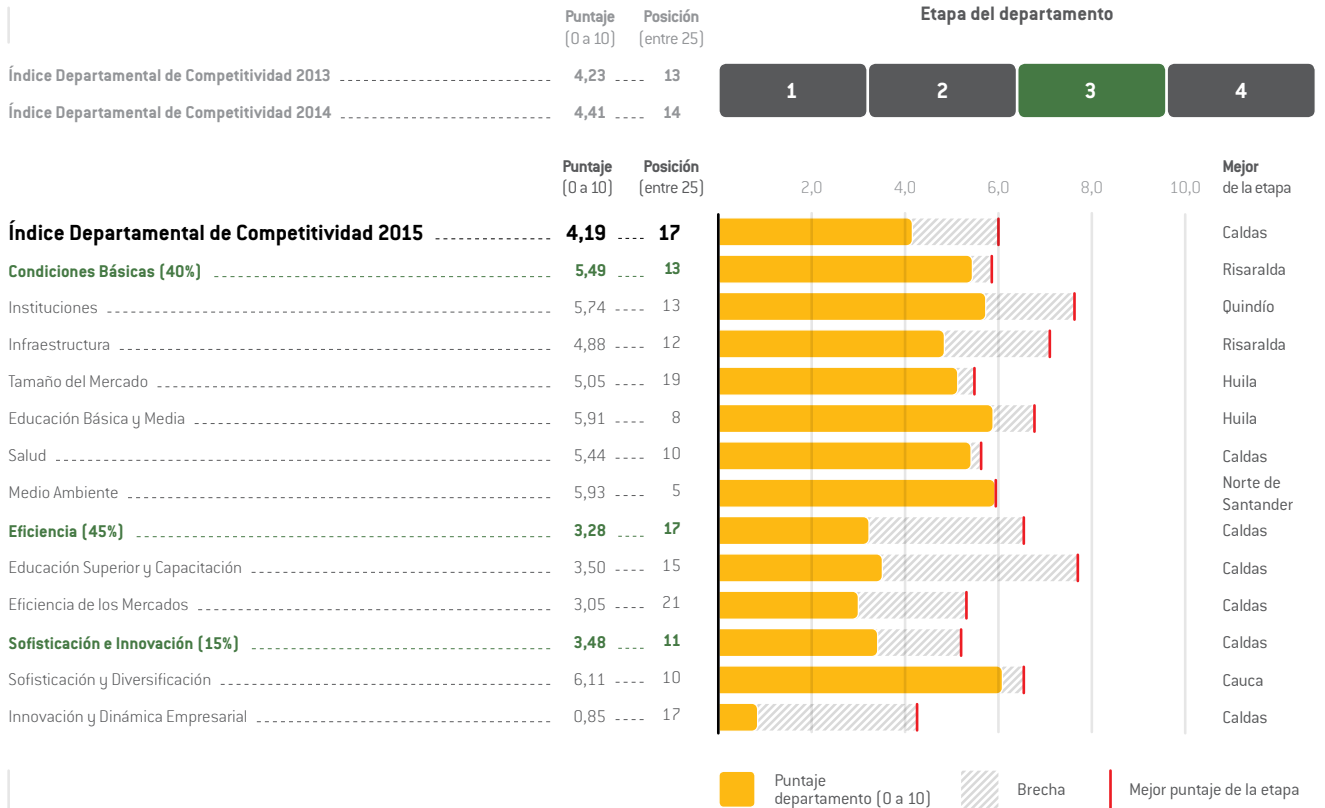 Puntaje Posición
(0 a 10) (entre 25)
Etapa del departamento
Índice Departamental de Competitividad 2013 4,23 13
Índice Departamental de Competitividad 2014 4,41 14
1 2 3 4
Puntaje Posición
(0 a 10) (entre 25)
2,0 4,0 6,0 8,0 10,0
Mejor
de la etapa
Índice Departamental de Competitividad 2015 4,19 17 Caldas
Condiciones Básicas (40%) 5,49 13 Risaralda
Instituciones 5,74 13 Quindío
Infraestructura 4,88 12 Risaralda
Tamaño del Mercado 5,05 19 Huila
Educación Básica y Media 5,91 8 Huila
Salud 5,44 10 Caldas
Medio Ambiente 5,93 5 Norte de
Santander
Eficiencia (45%) 3,28 17 Caldas
Educación Superior y Capacitación 3,50 15 Caldas
Eficiencia de los Mercados 3,05 21 Caldas
Sofisticación e Innovación (15%) 3,48 11 Caldas
Sofisticación y Diversificación 6,11 10 Cauca
Innovación y Dinámica Empresarial 0,85 17 Caldas
Puntaje
departamento (0 a 10)
Brecha
Mejor puntaje de la etapa